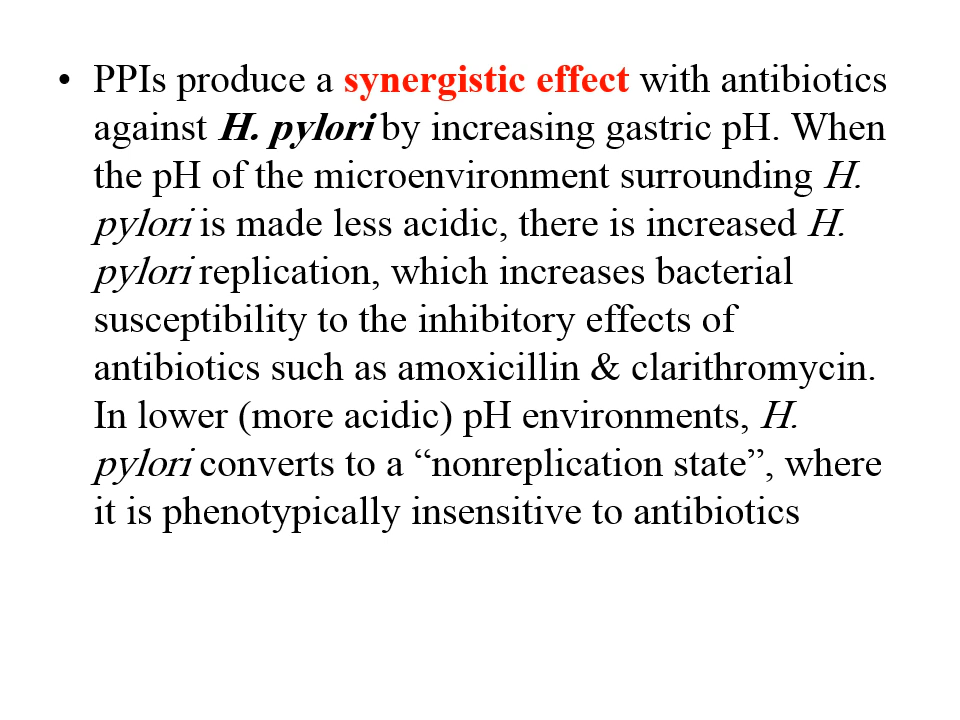 • PPIs produce a synergistic effect with antibiotics
against H. pylori by increasing gastric pH. When
the pH of the microenvironment surrounding H.
pylori is made less acidic, there is increased H.
pylori replication, which increases bacterial
susceptibility to the inhibitory effects of
antibiotics such as amoxicillin & clarithromycin.
In lower (more acidic) pH environments, H.
pylori converts to a “nonreplication state”, where
it is phenotypically insensitive to antibiotics